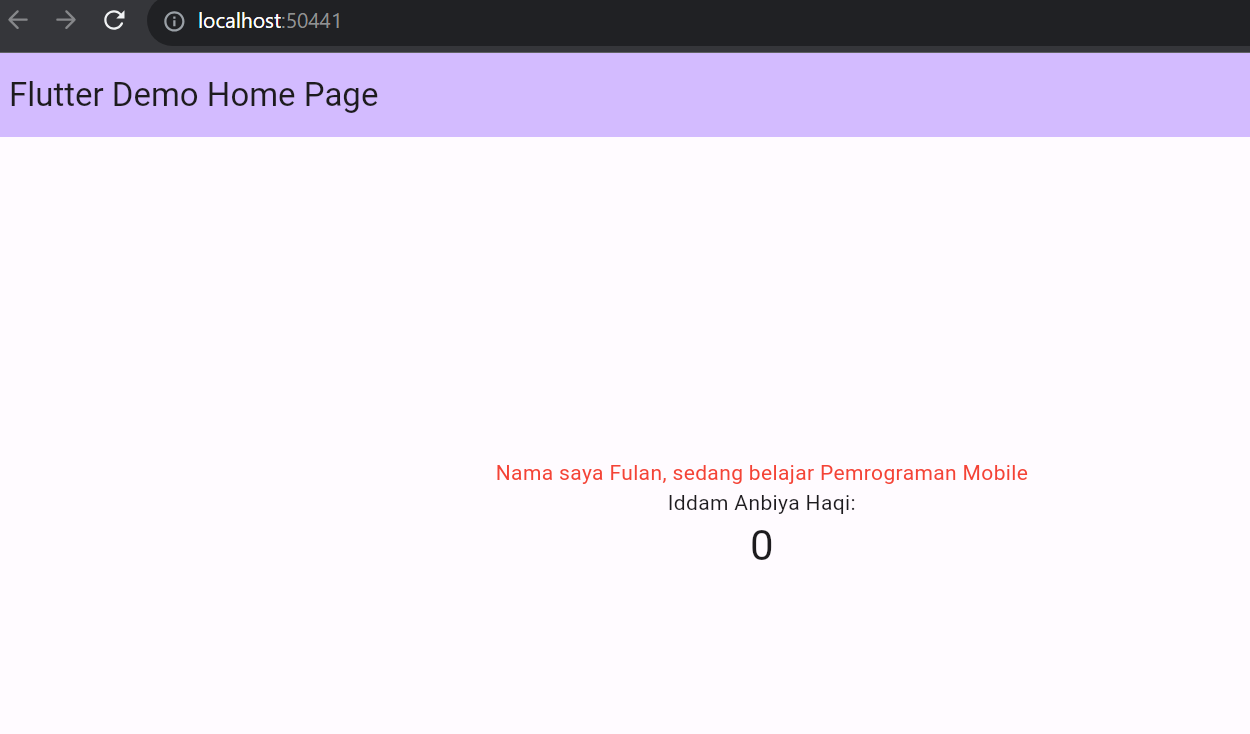 localhost:50441
Flutter Demo Home Page
Nama saya Fulan, sedang belajar Pemrograman Mobile
Iddam Anbiya Haqi:
0